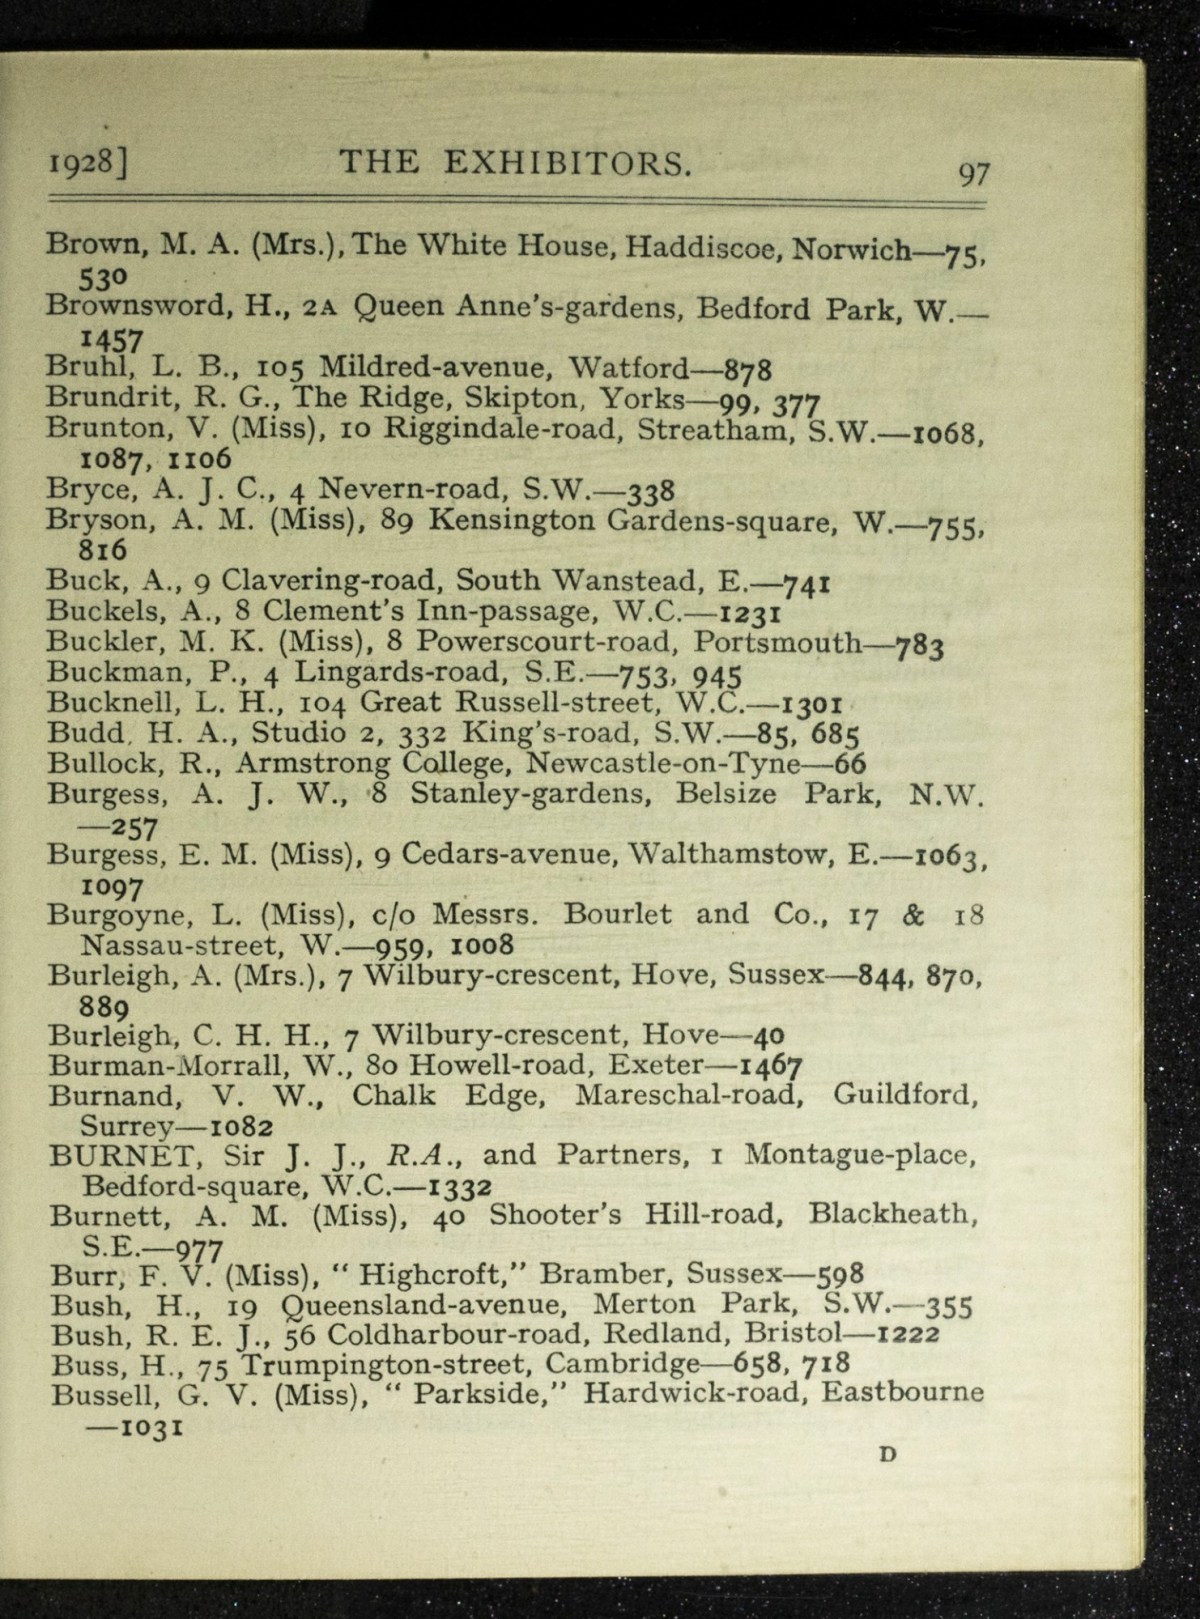 1928] THE EXHIBITORS. 97
Brown, M. A. (Mrs.), The White House, Haddiscoe, Norwich—75,
530
Brownsword, H., 2A Queen Anne's-gardens, Bedford Park, W.—
1457
Bruhl, L. B., 105 Mildred-avenue, Watford—878
Brundrit, R. G., The Ridge, Skipton, Yorks—99, 377
Brunton, V. (Miss), 10 Riggindale-road, Streatham, S.W.—1068,
1087, 1106
Bryce, A. J. C., 4 Nevern-road, S.W.—338
Bryson, A. M. (Miss), 89 Kensington Gardens-square, W.—755,
816
Buck, A., 9 Clavering-road, South Wanstead, E.—741
Buckels, A., 8 Clement's Inn-passage, W.C.—1231
Buckler, M. K. (Miss), 8 Powerscourt-road, Portsmouth—783
Buckman, P., 4 Lingards-road, S.E.—753, 945
Bucknell, L. H., 104 Great Russell-street, W.C.—1301
Budd, H. A., Studio 2, 332 King's-road, S.W.—85, 685
Bullock, R., Armstrong College, Newcastle-on-Tyne—66
Burgess, A. J. W., 8 Stanley-gardens, Belsize Park, N.W.
—257
Burgess, E. M. (Miss), 9 Cedars-avenue, Walthamstow, E.—1063,
1097
Burgoyne, L. (Miss), c/o Messrs. Bourlet and Co., 17 & 18
Nassau-street, W.—959, 1008
Burleigh, A. (Mrs.), 7 Wilbury-crescent, Hove, Sussex—844, 870,
889
Burleigh, C. H. H., 7 Wilbury-crescent, Hove—40
Burman-Morrall, W., 80 Howell-road, Exeter—1467
Burnand, V. W., Chalk Edge, Mareschal-road, Guildford,
Surrey—1082
BURNET, Sir J. J., R.A., and Partners, 1 Montague-place,
Bedford-square, W.C.—1332
Burnett, A. M. (Miss), 40 Shooter's Hill-road, Blackheath,
S.E.—977
Burr, F. V. (Miss), "Highcroft," Bramber, Sussex—598
Bush, H., 19 Queensland-avenue, Merton Park, S.W.—355
Bush, R. E. J., 56 Coldharbour-road, Redland, Bristol—1222
Buss, H., 75 Trumpington-street, Cambridge—658, 718
Bussell, G. V. (Miss), "Parkside," Hardwick-road, Eastbourne
—1031
D